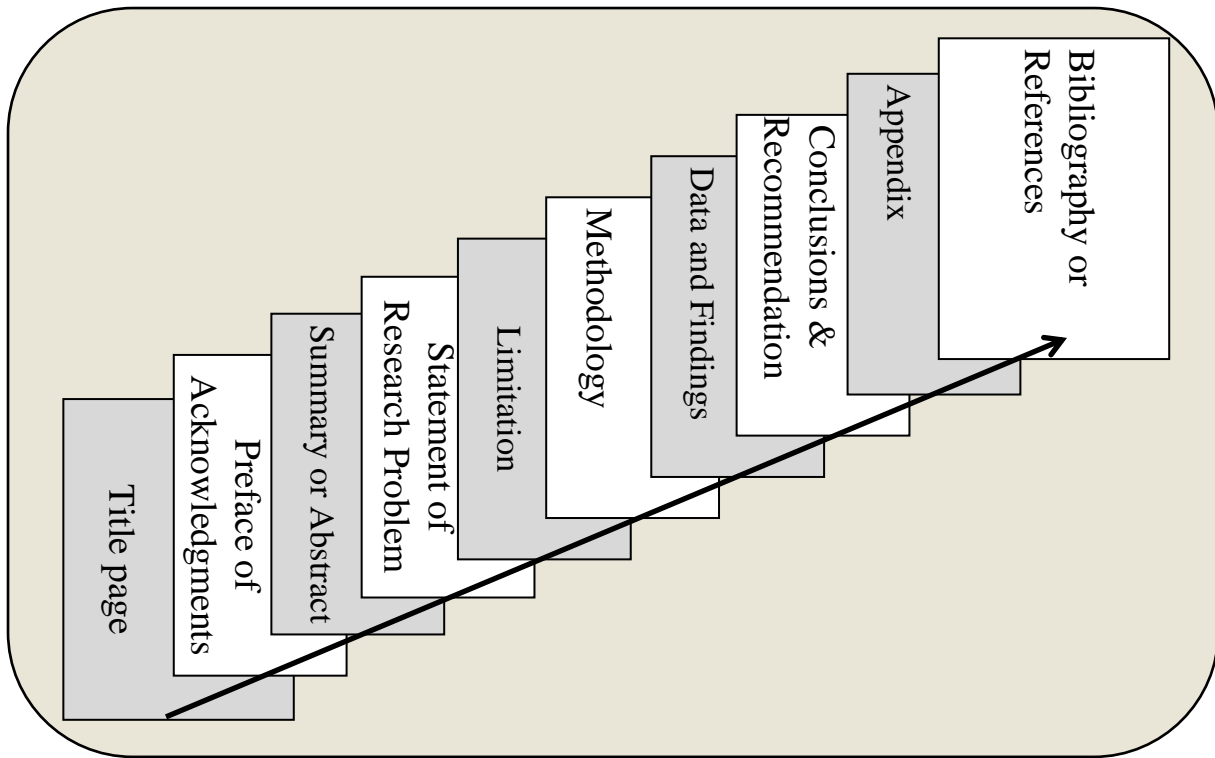 Title page
Preface of
Acknowledgments
Summary or Abstract
Statement of
Research Problem
Limitation
Methodology
Data and Findings
Conclusions &
Recommendation
Appendix
Bibliography or
References